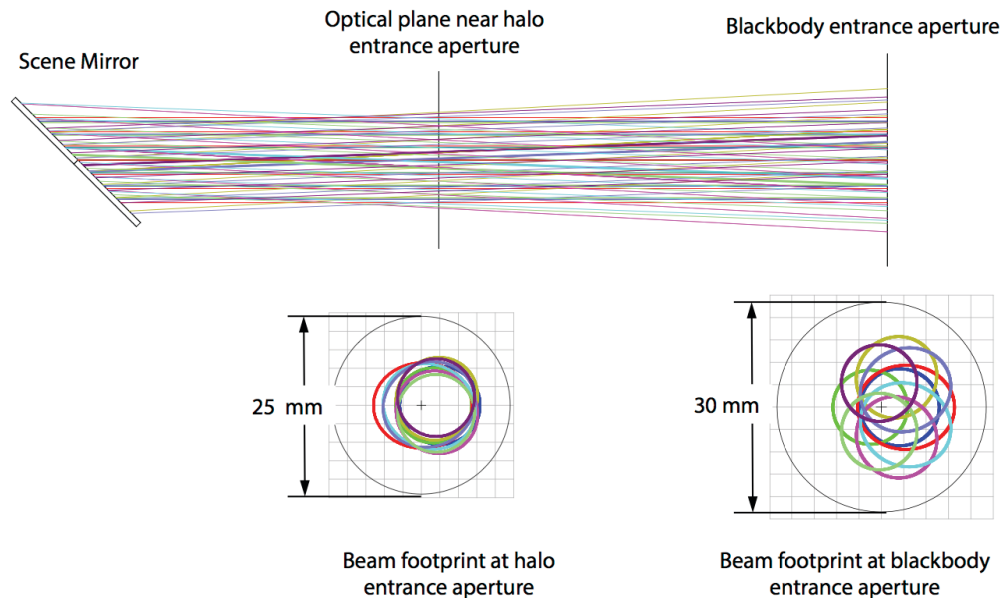 Optical plane near halo
entrance aperture
Blackbody entrance aperture
Scene Mirror
25 mm
30 mm
Beam footprint at halo
entrance aperture
Beam footprint at blackbody
entrance aperture